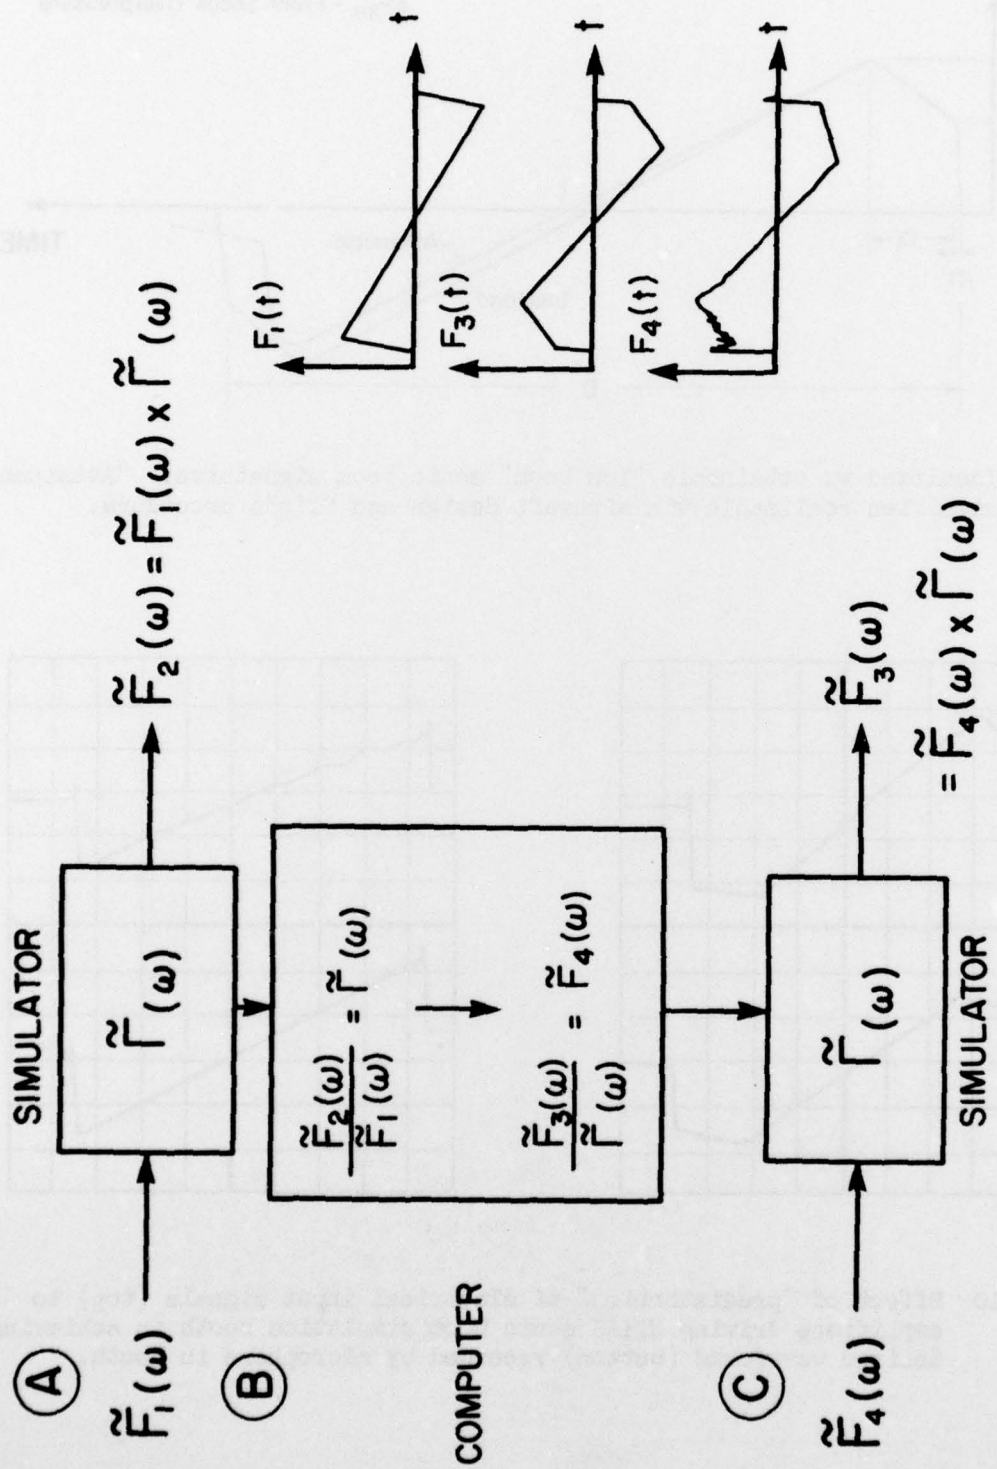 A
SIMULATOR
F̃₁(ω)
Γ̃(ω)
F̃₂(ω) = F̃₁(ω) x Γ̃(ω)
B
COMPUTER
F̃₂(ω) / F̃₁(ω) = Γ̃(ω)
F̃₃(ω) / Γ̃(ω) = F̃₄(ω)
C
F̃₄(ω)
Γ̃(ω)
SIMULATOR
F̃₃(ω)
= F̃₄(ω) x Γ̃(ω)
F₁(t)
t
F₃(t)
t
F₄(t)
t